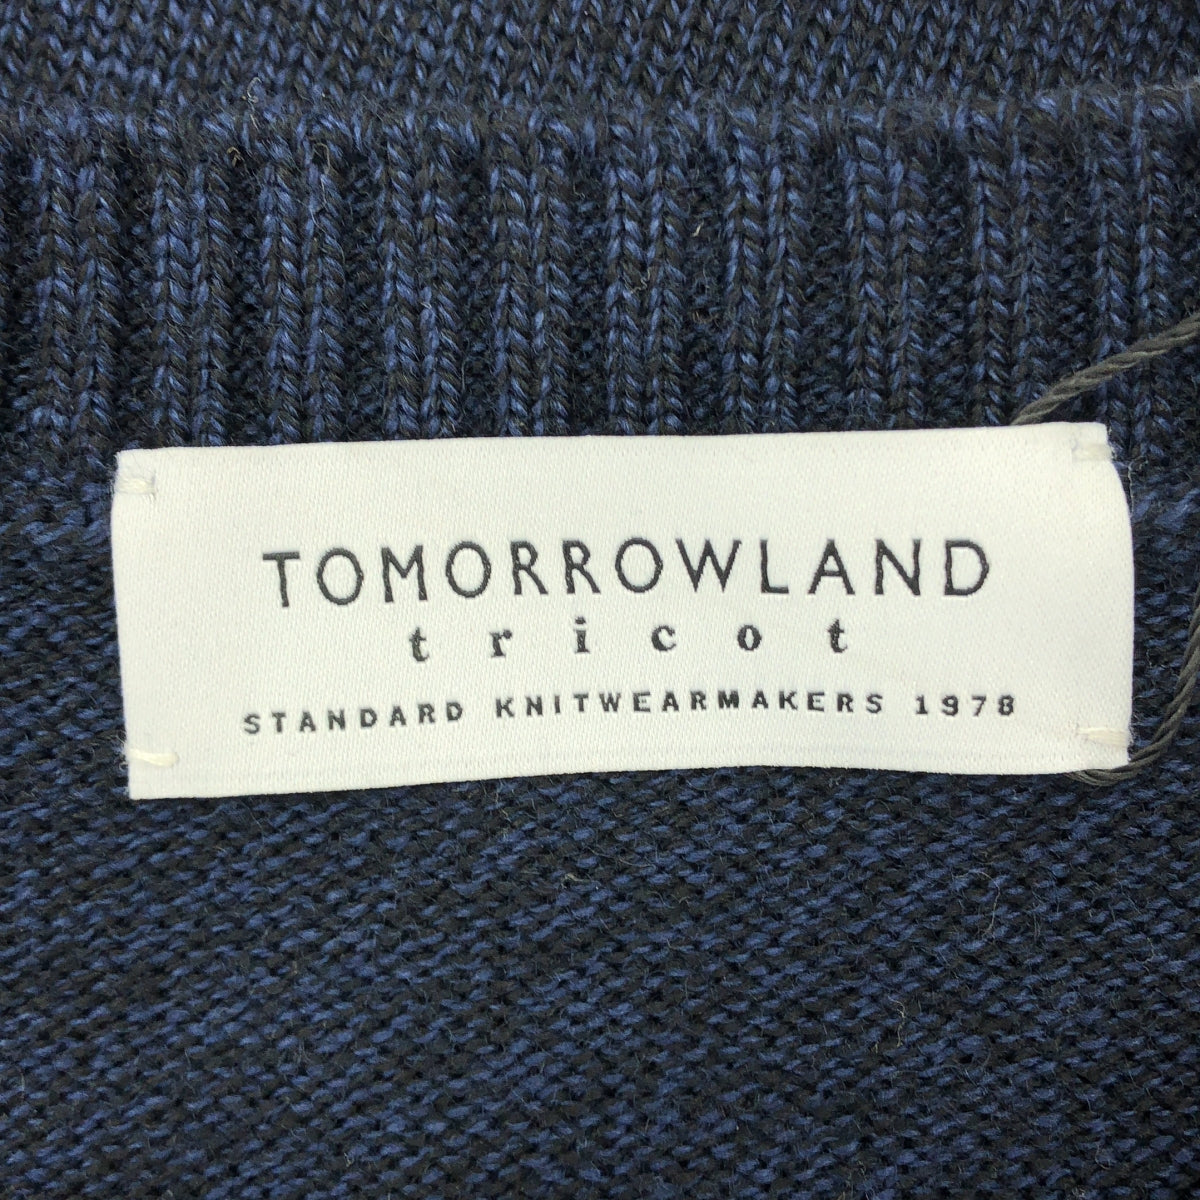 TOMORROWLAND
tricot
STANDARD KNITWEARMAKERS 1978